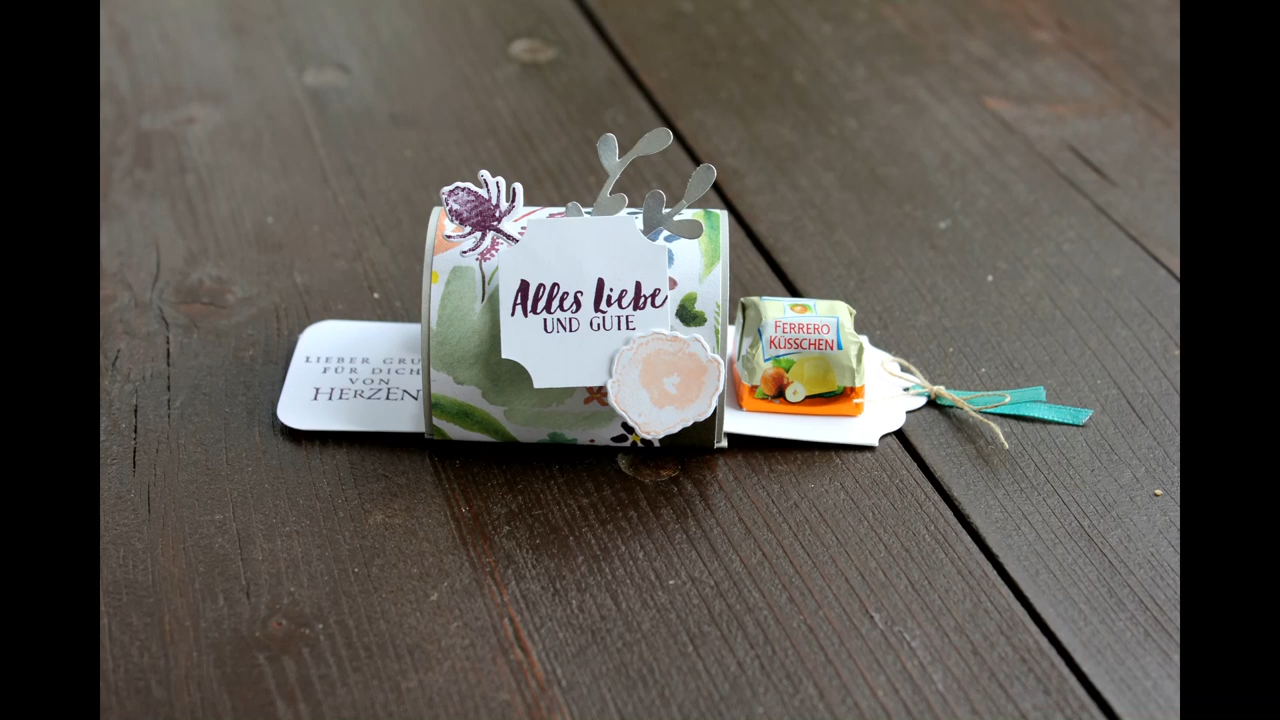 Alles Liebe
UND GUTE
LIEBER GRU
FÜR DICH
VON
HERZEN
FERRERO
KÜSSCHEN